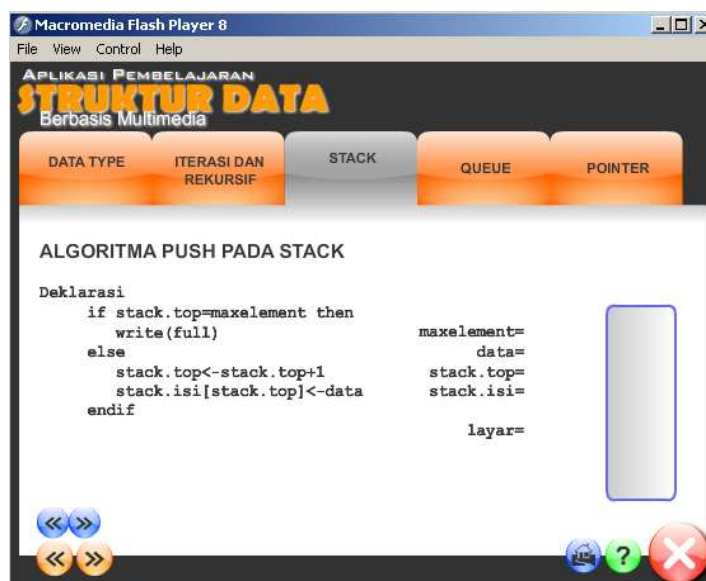 Macromedia Flash Player 8
File View Control Help
APLIKASI PEMBELAJARAN
STRUKTUR DATA
Berbasis Multimedia
DATA TYPE
ITERASI DAN
REKURSIF
STACK
QUEUE
POINTER
ALGORITMA PUSH PADA STACK
Deklarasi
if stack.top=maxelement then
write(full)
else
stack.top<-stack.top+1
stack.isi[stack.top]<-data
endif
maxelement=
data=
stack.top=
stack.isi=
layar=
?